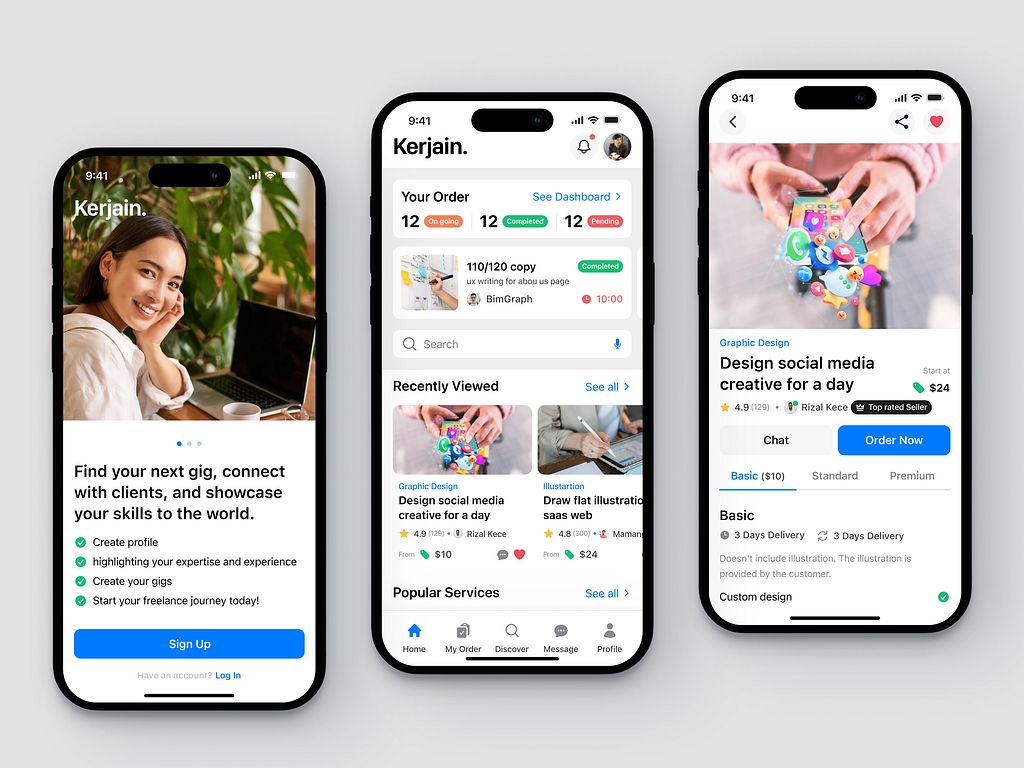 9:41
Kerjain.
Find your next gig, connect
with clients, and showcase
your skills to the world.
Create profile
highlighting your expertise and experience
Create your gigs
Start your freelance journey today!
Sign Up
Have an account? Log In
9:41
Kerjain.
Your Order
See Dashboard
12 On going
12 Completed
12 Pending
110/120 copy
Completed
ux writing for abou us page
BimGraph
10:00
Search
Recently Viewed
See all
Graphic Design
Design social media
creative for a day
4.9 (129) • Rizal Kece
From $10
Illustartion
Draw flat illustratio
saas web
4.8 (300) • Maman
From $24
Popular Services
See all
Home
My Order
Discover
Message
Profile
9:41
Graphic Design
Design social media
creative for a day
Start at
$24
4.9 (129) • Rizal Kece
Top rated Seller
Chat
Order Now
Basic ($10)
Standard
Premium
Basic
3 Days Delivery
3 Days Delivery
Doesn't include illustration. The illustration is
provided by the customer.
Custom design